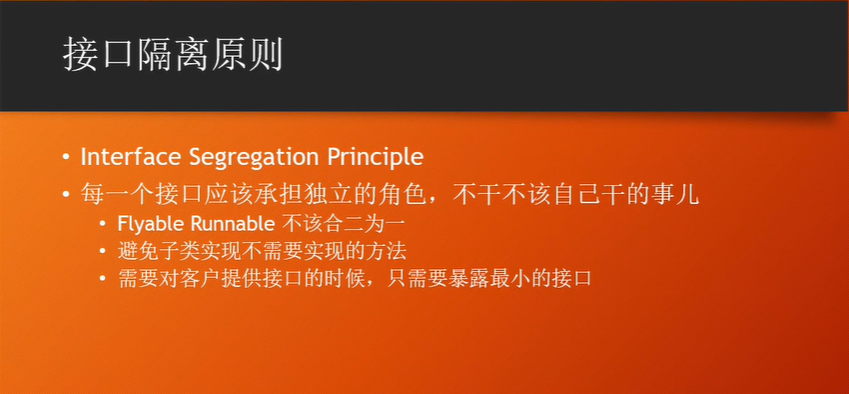 接口隔离原则
• Interface Segregation Principle
• 每一个接口应该承担独立的角色，不干不该自己干的事儿
• Flyable Runnable 不该合二为一
• 避免子类实现不需要实现的方法
• 需要对客户提供接口的时候，只需要暴露最小的接口